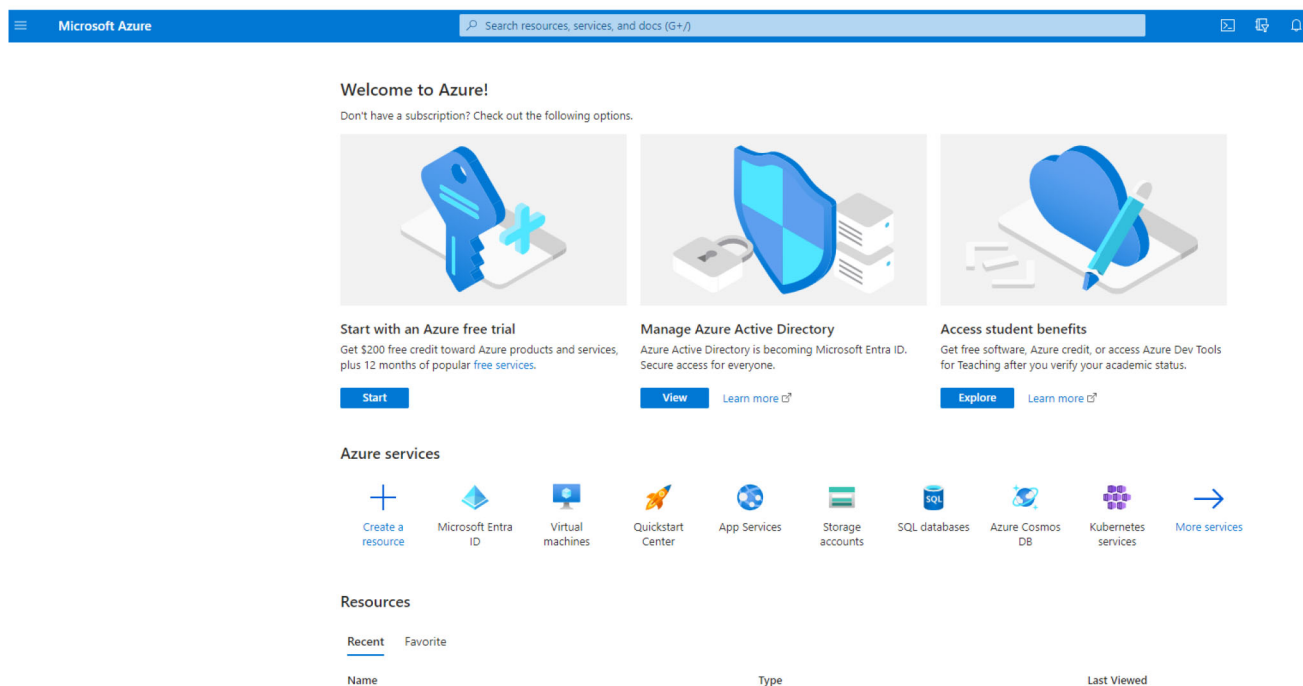 Microsoft Azure
Search resources, services, and docs (G+/)
Welcome to Azure!
Don't have a subscription? Check out the following options.
Start with an Azure free trial
Get $200 free credit toward Azure products and services,
plus 12 months of popular free services.
Start
Manage Azure Active Directory
Azure Active Directory is becoming Microsoft Entra ID.
Secure access for everyone.
View
Learn more
Access student benefits
Get free software, Azure credit, or access Azure Dev Tools
for Teaching after you verify your academic status.
Explore
Learn more
Azure services
Create a
resource
Microsoft Entra
ID
Virtual
machines
Quickstart
Center
App Services
Storage
accounts
SQL
SQL databases
Azure Cosmos
DB
Kubernetes
services
More services
Resources
Recent
Favorite
Name
Type
Last Viewed